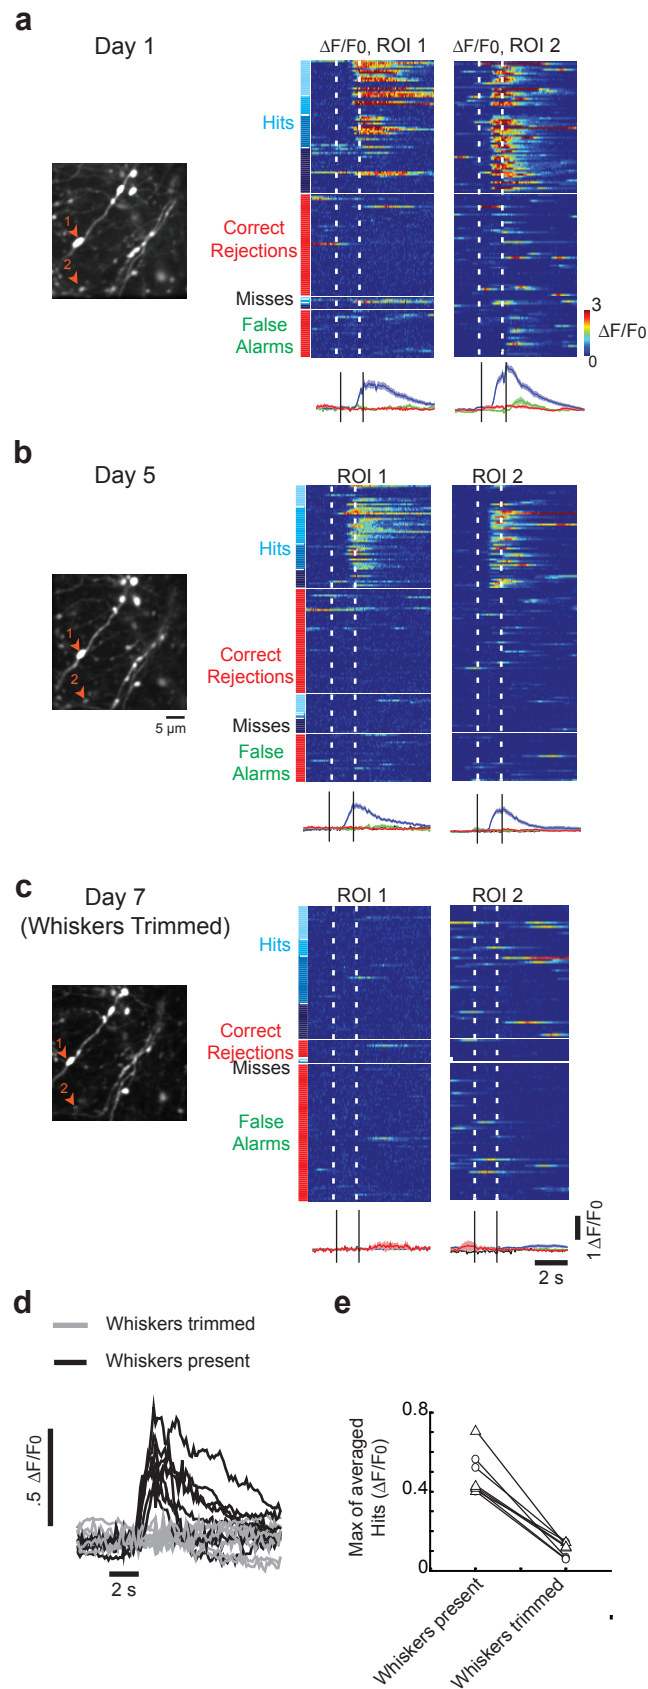 a
Day 1
ΔF/F0, ROI 1
ΔF/F0, ROI 2
Hits
1
2
Correct
Rejections
Misses
False
Alarms
3
ΔF/F0
0
b
Day 5
ROI 1
ROI 2
Hits
1
2
5 µm
Correct
Rejections
Misses
False
Alarms
c
Day 7
(Whiskers Trimmed)
ROI 1
ROI 2
Hits
1
2
Correct
Rejections
Misses
False
Alarms
1 ΔF/F0
2 s
d
Whiskers trimmed
Whiskers present
.5 ΔF/F0
2 s
e
Max of averaged
Hits (ΔF/F0)
0.8
0.4
0
Whiskers present
Whiskers trimmed